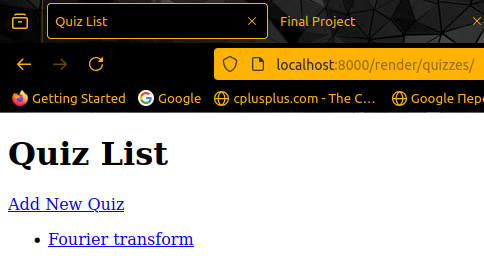 Quiz List
Final Project
localhost:8000/render/quizzes/
Getting Started
Google
cplusplus.com - The C…
Google Пер
Quiz List
Add New Quiz
Fourier transform